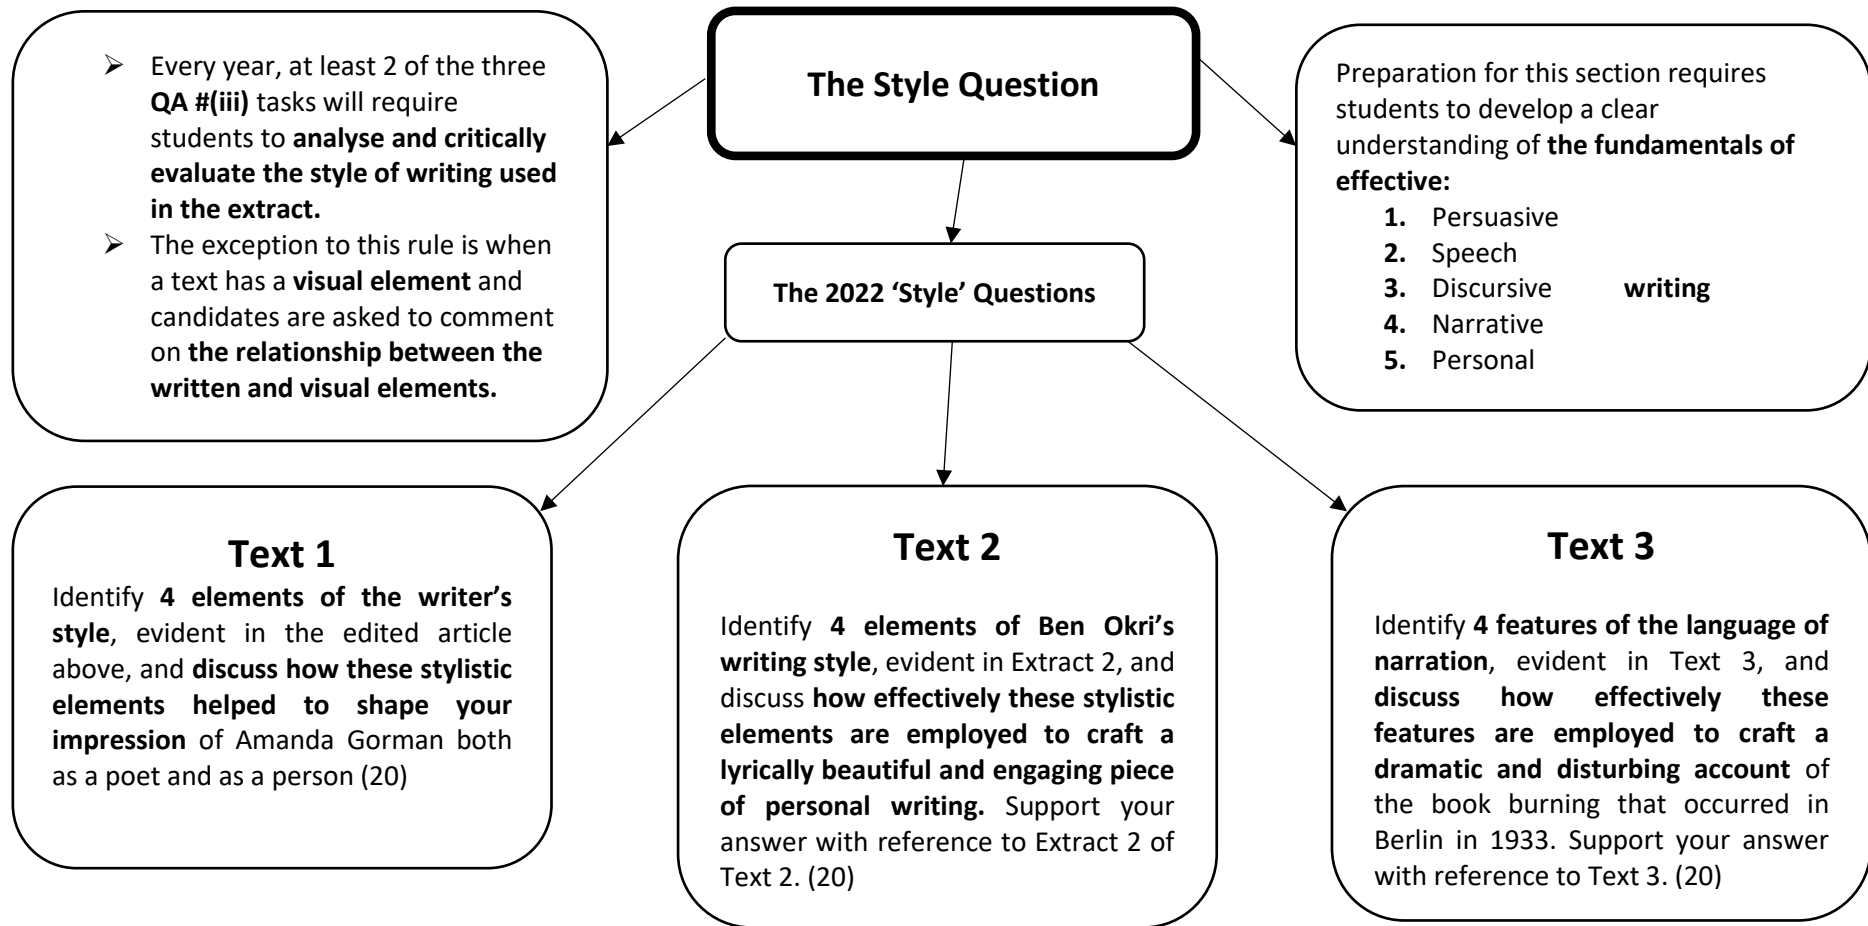 The Style Question
➢ Every year, at least 2 of the three
QA #(iii) tasks will require
students to analyse and critically
evaluate the style of writing used
in the extract.
➢ The exception to this rule is when
a text has a visual element and
candidates are asked to comment
on the relationship between the
written and visual elements.
Preparation for this section requires
students to develop a clear
understanding of the fundamentals of
effective:
1. Persuasive
2. Speech
3. Discursive writing
4. Narrative
5. Personal
The 2022 ‘Style’ Questions
Text 1
Identify 4 elements of the writer’s
style, evident in the edited article
above, and discuss how these stylistic
elements helped to shape your
impression of Amanda Gorman both
as a poet and as a person (20)
Text 2
Identify 4 elements of Ben Okri’s
writing style, evident in Extract 2, and
discuss how effectively these stylistic
elements are employed to craft a
lyrically beautiful and engaging piece
of personal writing. Support your
answer with reference to Extract 2 of
Text 2. (20)
Text 3
Identify 4 features of the language of
narration, evident in Text 3, and
discuss how effectively these
features are employed to craft a
dramatic and disturbing account of
the book burning that occurred in
Berlin in 1933. Support your answer
with reference to Text 3. (20)